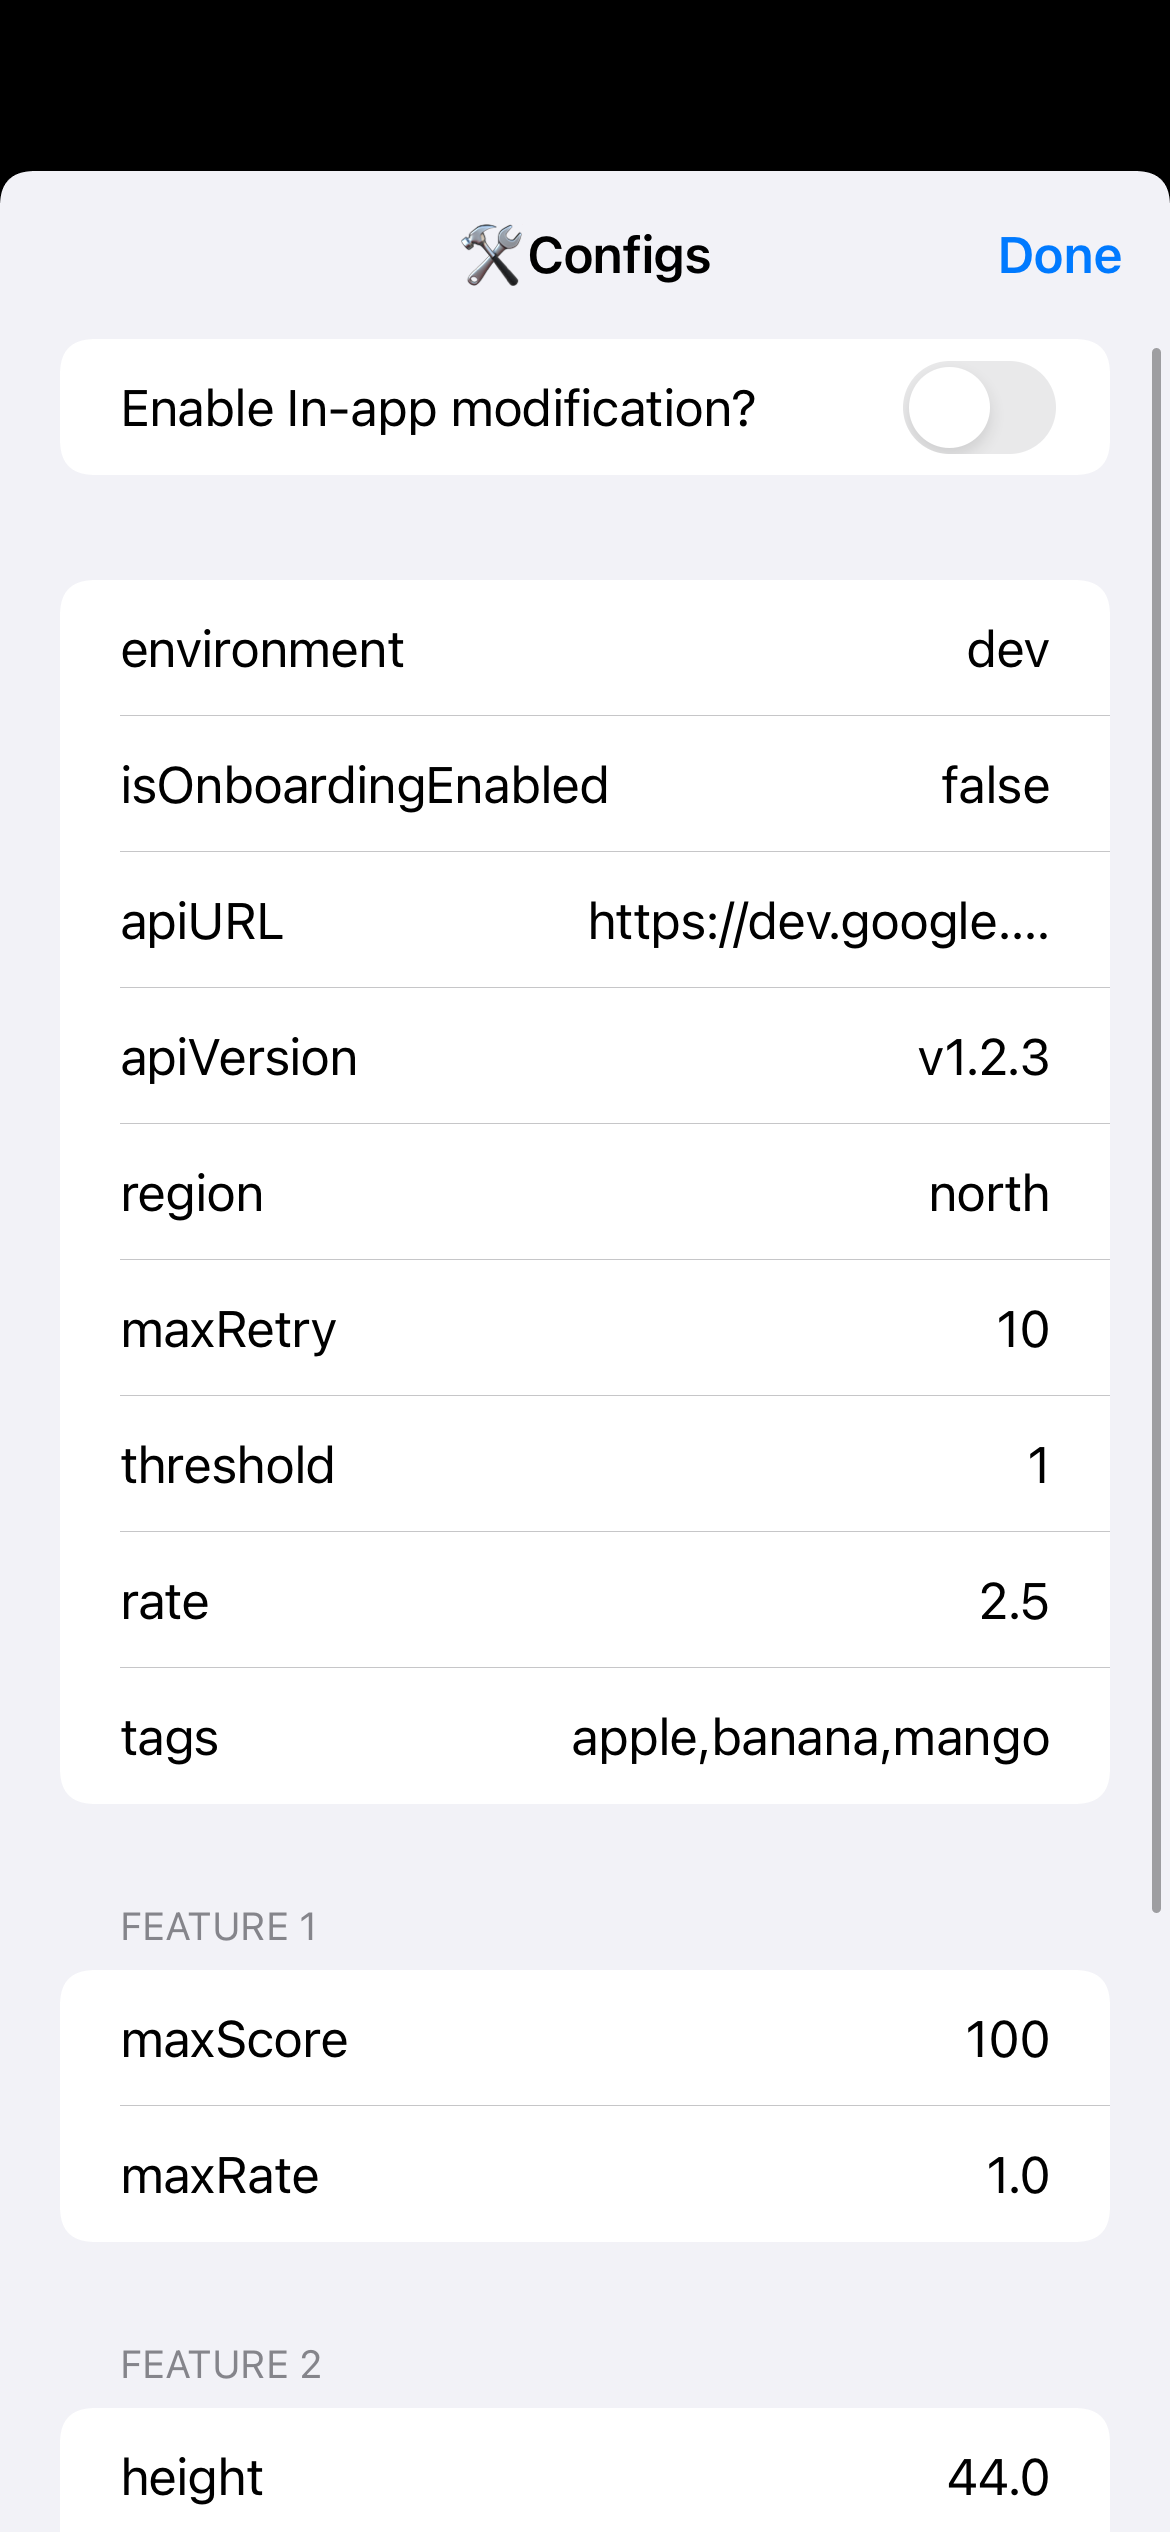 🛠Configs
Done
Enable In-app modification?
environment dev
isOnboardingEnabled false
apiURL https://dev.google....
apiVersion v1.2.3
region north
maxRetry 10
threshold 1
rate 2.5
tags apple,banana,mango
FEATURE 1
maxScore 100
maxRate 1.0
FEATURE 2
height 44.0